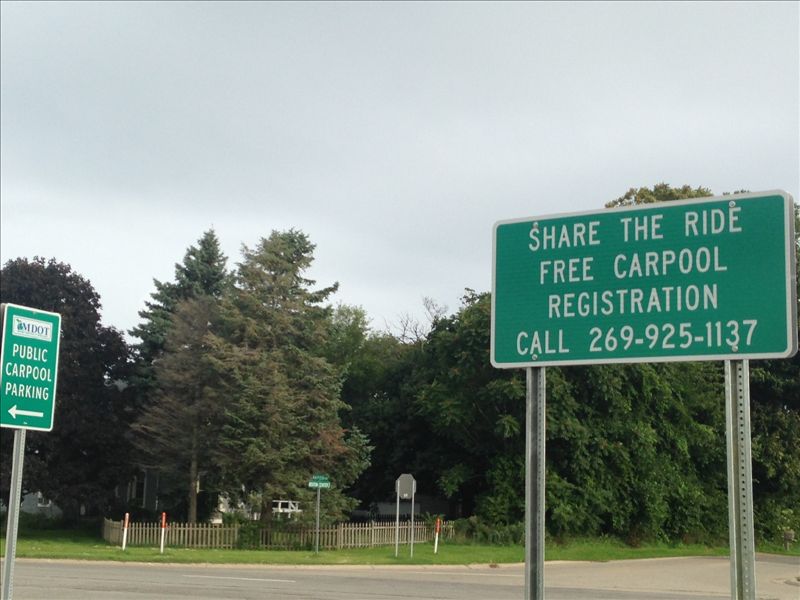 MDOT
PUBLIC
CARPOOL
PARKING
SHARE THE RIDE
FREE CARPOOL
REGISTRATION
CALL 269-925-1137